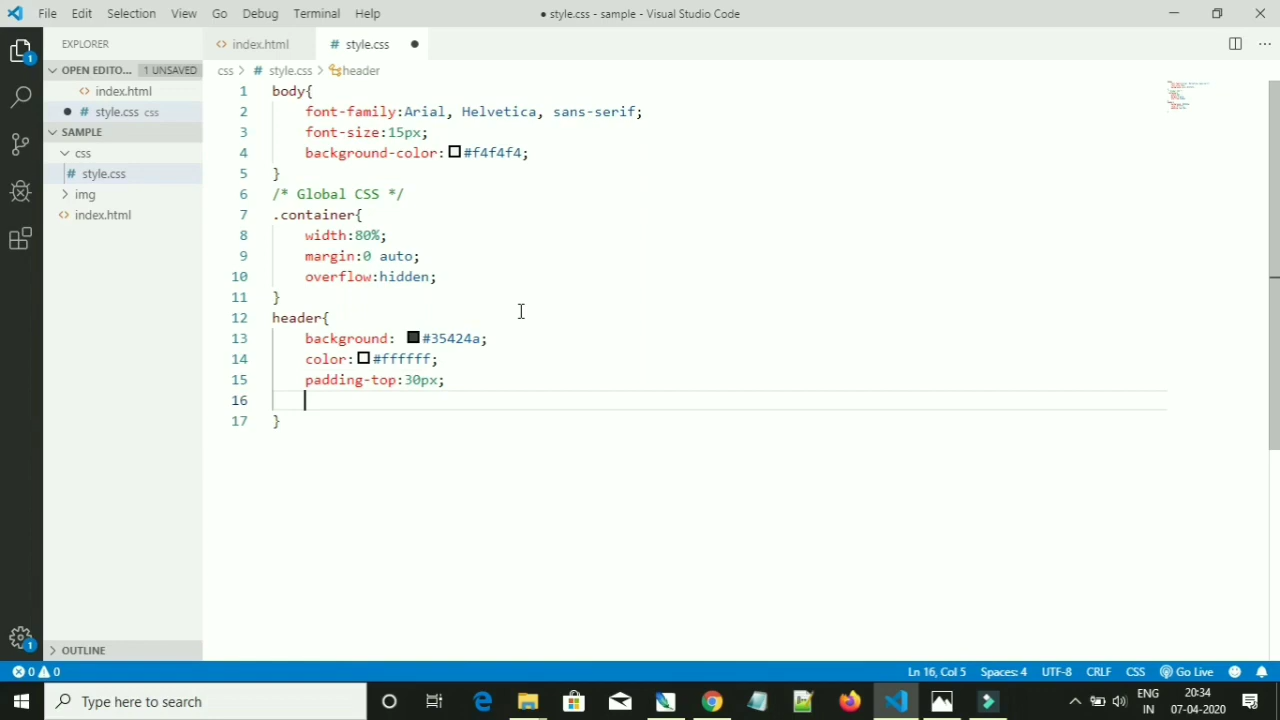 File Edit Selection View Go Debug Terminal Help
● style.css - sample - Visual Studio Code
EXPLORER
<> index.html
# style.css ●
OPEN EDITO... 1 UNSAVED
css > # style.css > header
<> index.html
● # style.css css
SAMPLE
css
# style.css
img
<> index.html
1 body{
2 font-family:Arial, Helvetica, sans-serif;
3 font-size:15px;
4 background-color:#f4f4f4;
5 }
6 /* Global CSS */
7 .container{
8 width:80%;
9 margin:0 auto;
10 overflow:hidden;
11 }
12 header{
13 background: #35424a;
14 color:#ffffff;
15 padding-top:30px;
16
17 }
1
1
OUTLINE
0 0 Ln 16, Col 5 Spaces: 4 UTF-8 CRLF CSS Go Live
Type here to search
ENG
IN
20:34
07-04-2020